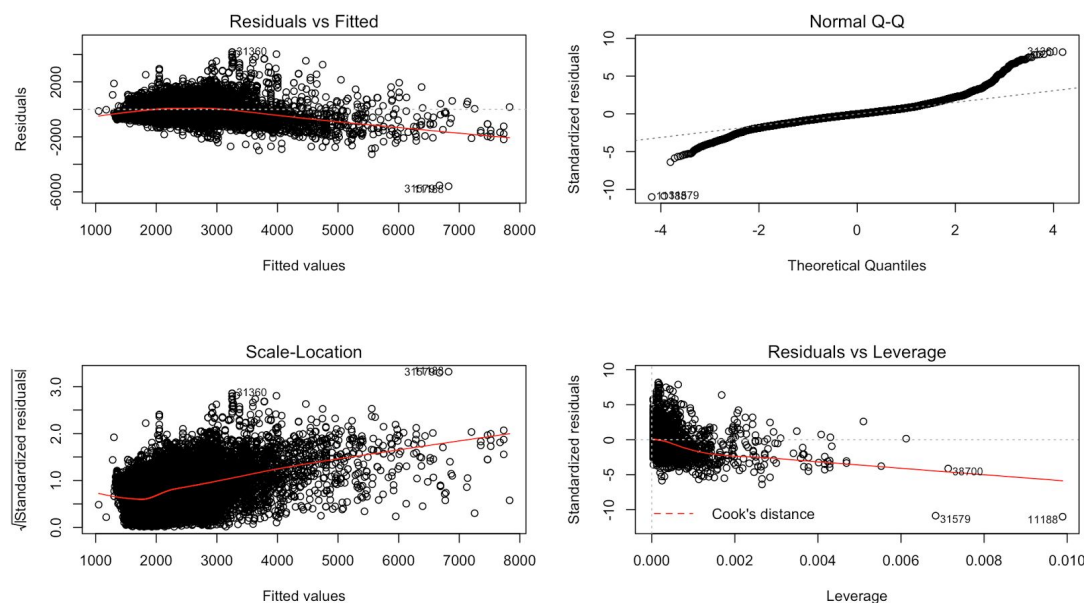 Residuals vs Fitted
Residuals
2000
-2000
-6000
31360
1000 2000 3000 4000 5000 6000 7000 8000
Fitted values
Normal Q-Q
Standardized residuals
10
5
0
-5
-10
31579
-4 -2 0 2 4
Theoretical Quantiles
Scale-Location
√|Standardized residuals|
3.0
2.0
1.0
0.0
31360
1000 2000 3000 4000 5000 6000 7000 8000
Fitted values
Residuals vs Leverage
Standardized residuals
10
5
0
-5
-10
38700
31579
11188
Cook's distance
0.000 0.002 0.004 0.006 0.008 0.010
Leverage